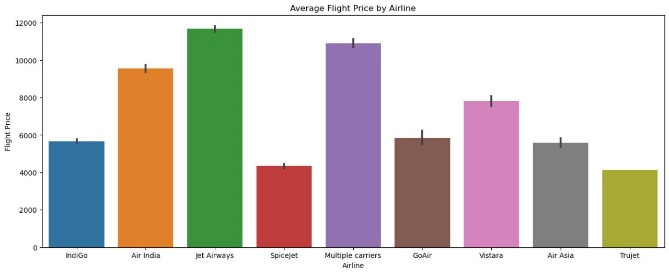 Average Flight Price by Airline
12000
10000
8000
6000
4000
2000
0
Flight Price
IndiGo
Air India
Jet Airways
SpiceJet
Multiple carriers
GoAir
Vistara
Air Asia
Trujet
Airline